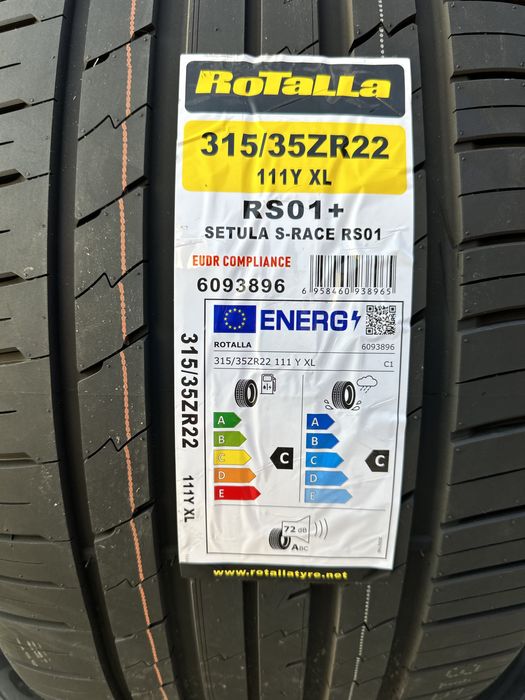 RoTalla
315/35ZR22
111Y XL
RS01+
SETULA S-RACE RS01
EUDR COMPLIANCE
6093896
6 958460 938965
ENERG
ROTALLA
6093896
315/35ZR22 111 Y XL
C1
A
B
C
D
E
C
A
B
C
D
E
C
72 dB
ABC
315/35ZR22
111Y XL
www.rotallatyre.net